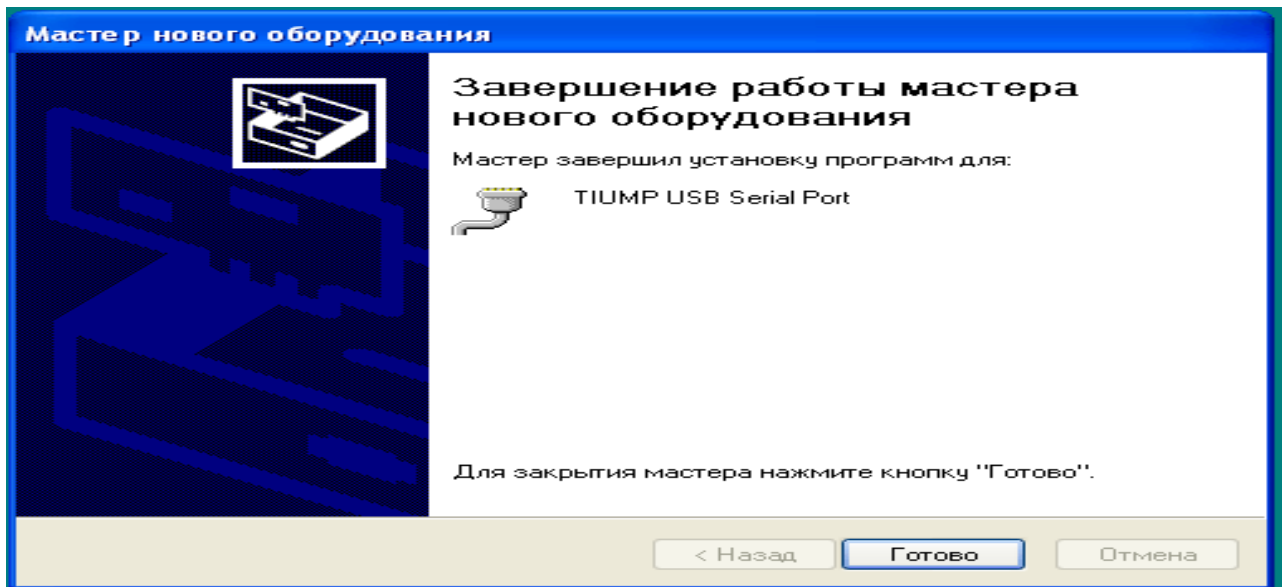 Мастер нового оборудования
Завершение работы мастера
нового оборудования
Мастер завершил установку программ для:
TIUMP USB Serial Port
Для закрытия мастера нажмите кнопку "Готово".
< Назад
Готово
Отмена